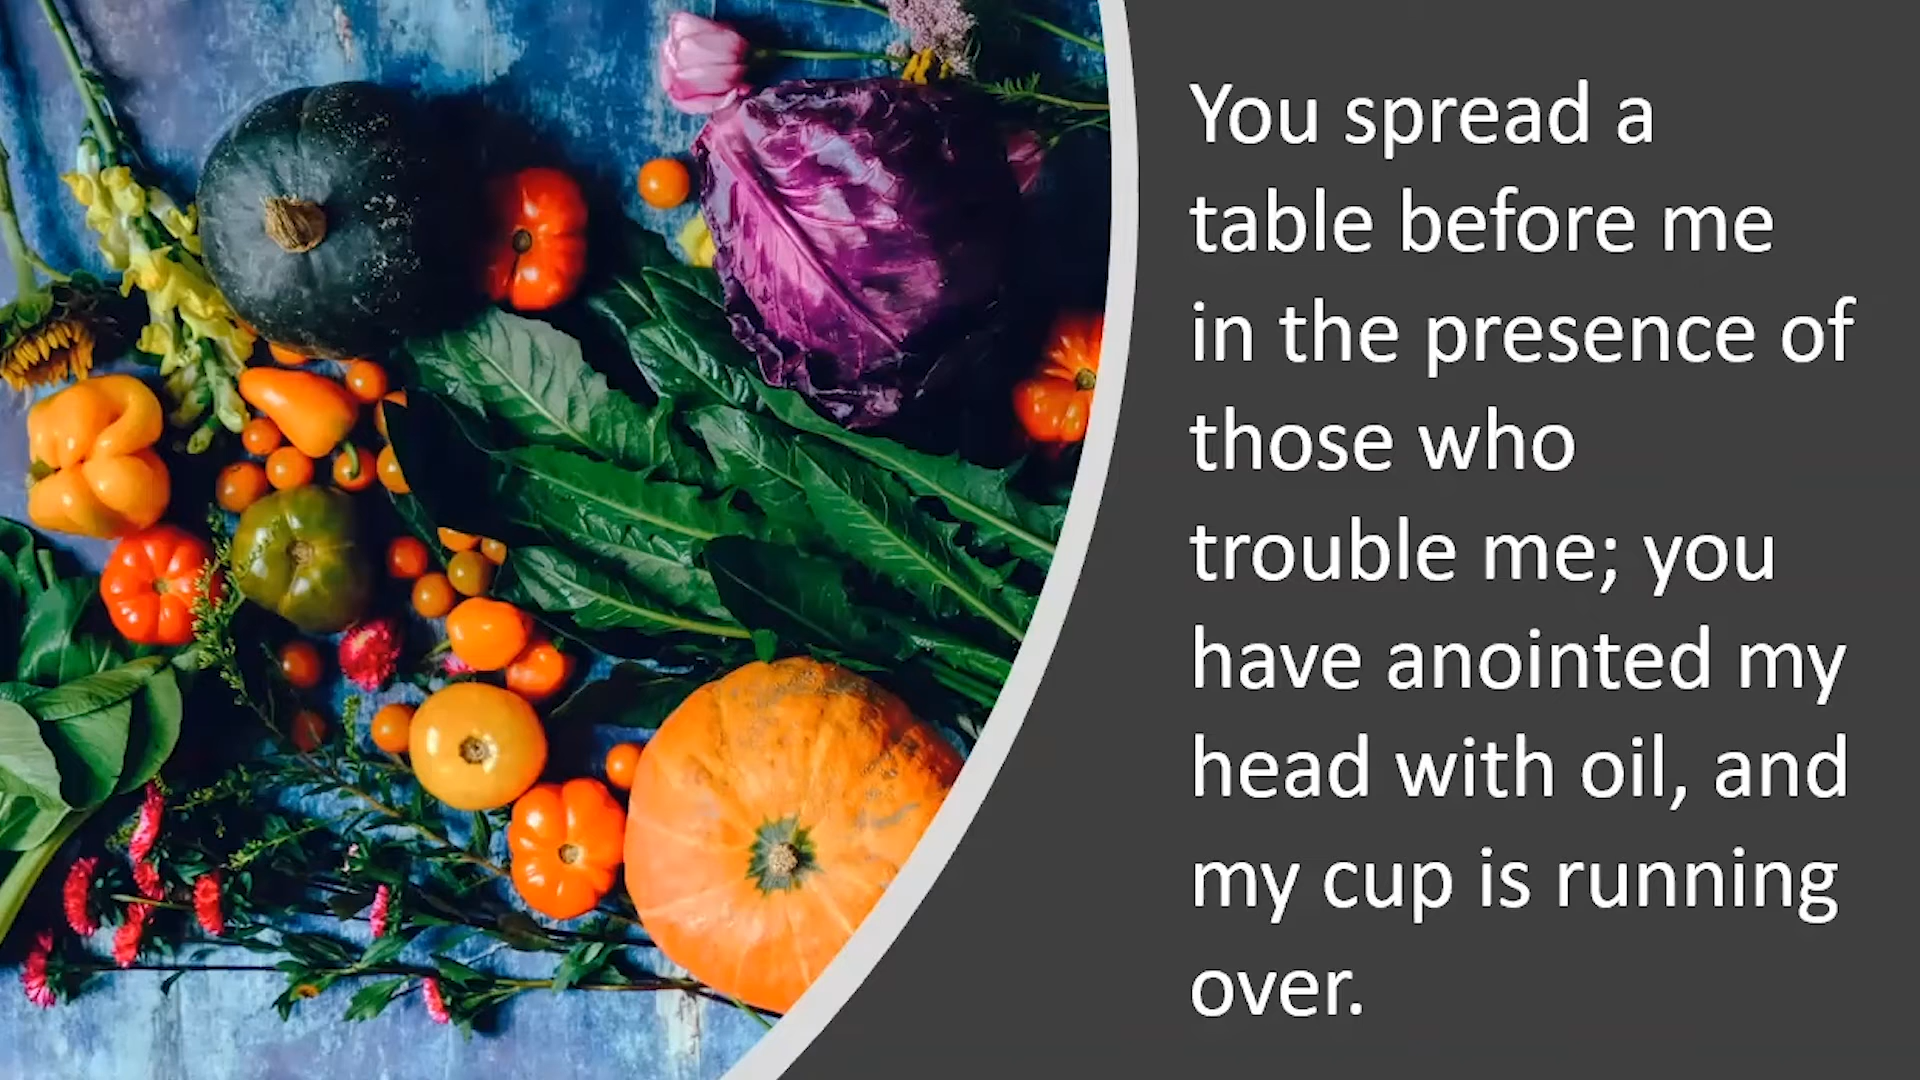 You spread a
table before me
in the presence of
those who
trouble me; you
have anointed my
head with oil, and
my cup is running
over.